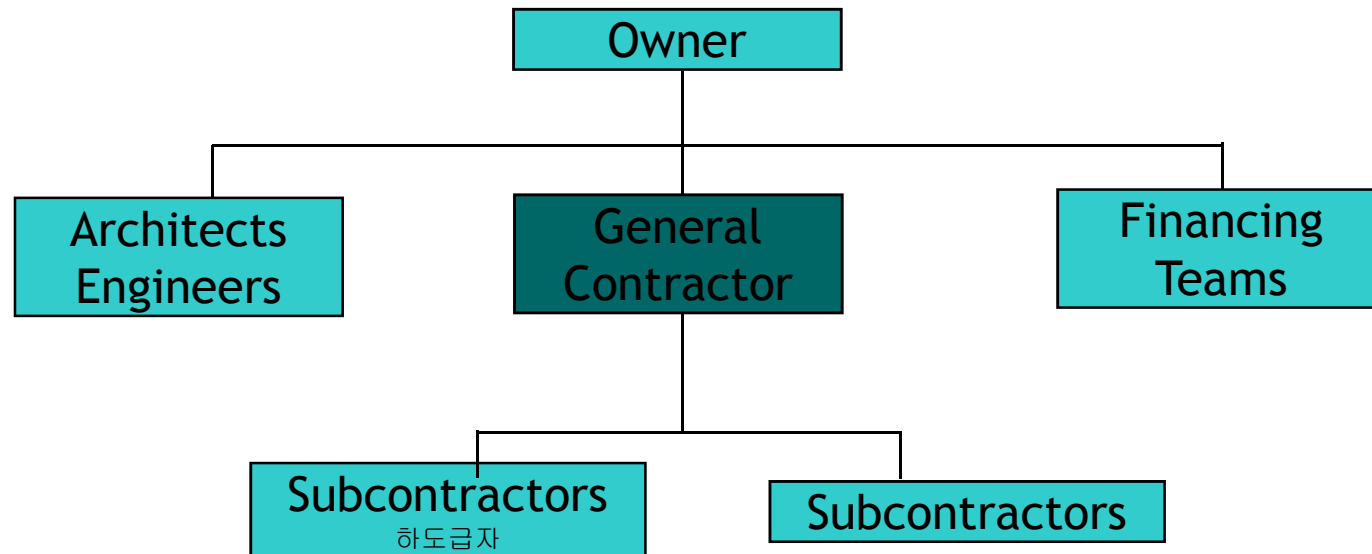 Owner
Architects
Engineers
General
Contractor
Financing
Teams
Subcontractors
하도급자
Subcontractors